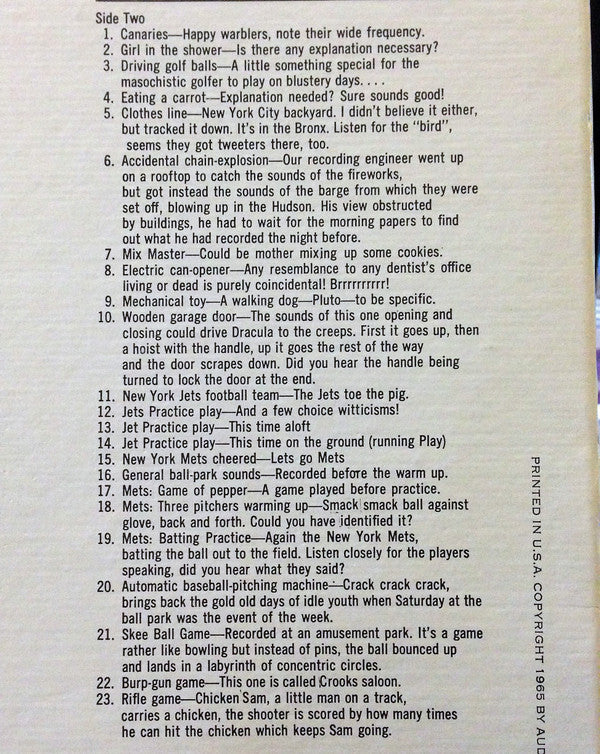 Side Two
1. Canaries—Happy warblers, note their wide frequency.
2. Girl in the shower—Is there any explanation necessary?
3. Driving golf balls—A little something special for the
masochistic golfer to play on blustery days. . . .
4. Eating a carrot—Explanation needed? Sure sounds good!
5. Clothes line—New York City backyard. I didn't believe it either,
but tracked it down. It's in the Bronx. Listen for the "bird",
seems they got tweeters there, too.
6. Accidental chain-explosion—Our recording engineer went up
on a rooftop to catch the sounds of the fireworks,
but got instead the sounds of the barge from which they were
set off, blowing up in the Hudson. His view obstructed
by buildings, he had to wait for the morning papers to find
out what he had recorded the night before.
7. Mix Master—Could be mother mixing up some cookies.
8. Electric can-opener—Any resemblance to any dentist's office
living or dead is purely coincidental! Brrrrrrrrrr!
9. Mechanical toy—A walking dog—Pluto—to be specific.
10. Wooden garage door—The sounds of this one opening and
closing could drive Dracula to the creeps. First it goes up, then
a hoist with the handle, up it goes the rest of the way
and the door scrapes down. Did you hear the handle being
turned to lock the door at the end.
11. New York Jets football team—The Jets toe the pig.
12. Jets Practice play—And a few choice witticisms!
13. Jet Practice play—This time aloft
14. Jet Practice play—This time on the ground (running Play)
15. New York Mets cheered—Lets go Mets
16. General ball-park sounds—Recorded before the warm up.
17. Mets: Game of pepper—A game played before practice.
18. Mets: Three pitchers warming up—Smack smack ball against
glove, back and forth. Could you have identified it?
19. Mets: Batting Practice—Again the New York Mets,
batting the ball out to the field. Listen closely for the players
speaking, did you hear what they said?
20. Automatic baseball-pitching machine—Crack crack crack,
brings back the gold old days of idle youth when Saturday at the
ball park was the event of the week.
21. Skee Ball Game—Recorded at an amusement park. It's a game
rather like bowling but instead of pins, the ball bounced up
and lands in a labyrinth of concentric circles.
22. Burp-gun game—This one is called Crooks saloon.
23. Rifle game—Chicken Sam, a little man on a track,
carries a chicken, the shooter is scored by how many times
he can hit the chicken which keeps Sam going.
PRINTED IN U.S.A. COPYRIGHT 1965 BY AUD